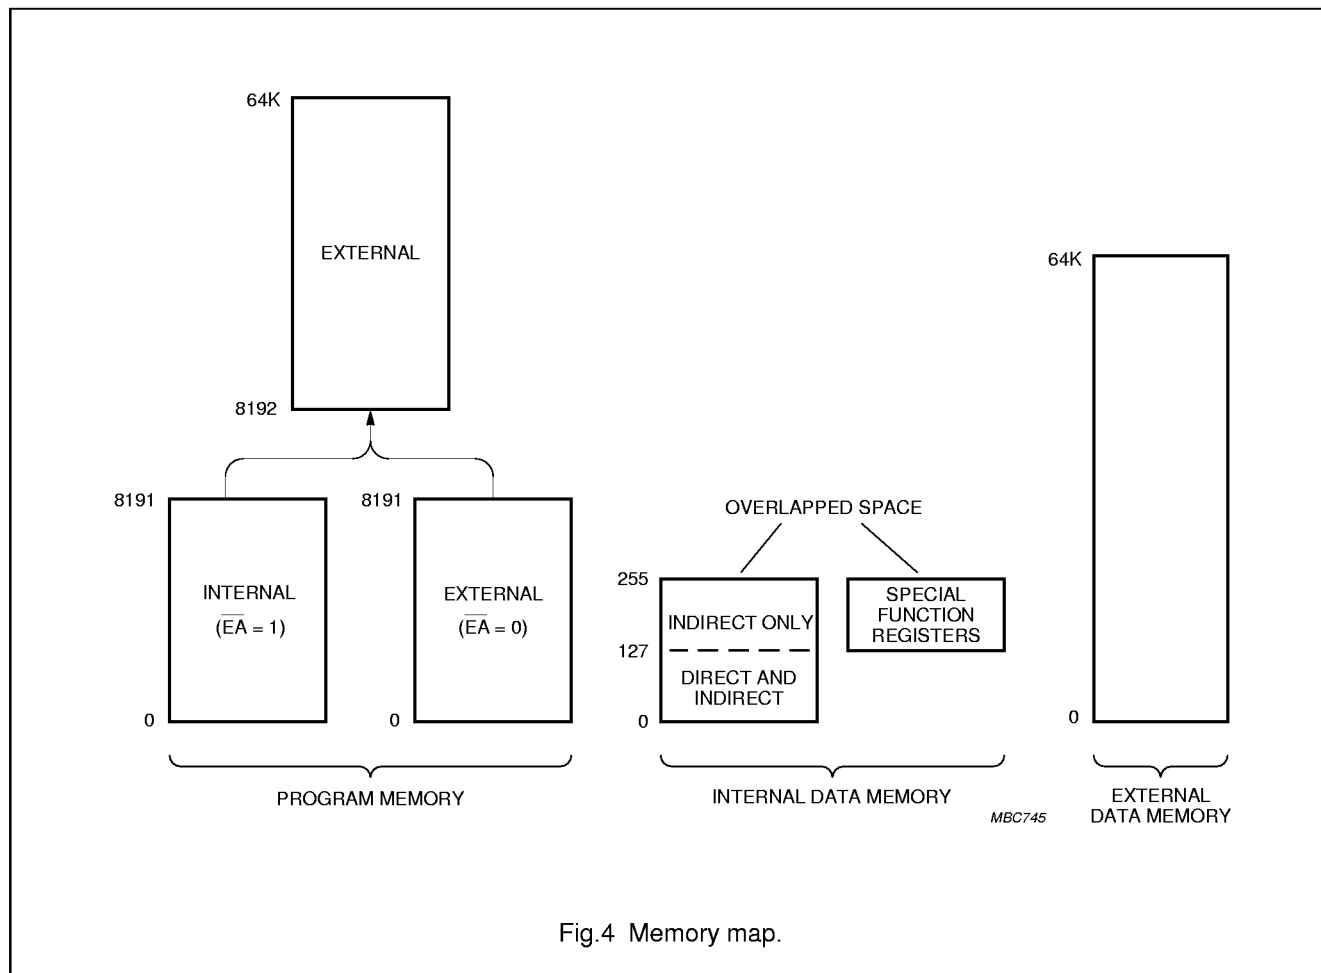 64K
EXTERNAL
8192
8191
INTERNAL
(E̅A̅ = 1)
0
8191
EXTERNAL
(E̅A̅ = 0)
0
PROGRAM MEMORY
OVERLAPPED SPACE
255
INDIRECT ONLY
127
DIRECT AND
INDIRECT
0
SPECIAL
FUNCTION
REGISTERS
INTERNAL DATA MEMORY
64K
0
EXTERNAL
DATA MEMORY
MBC745
Fig.4 Memory map.